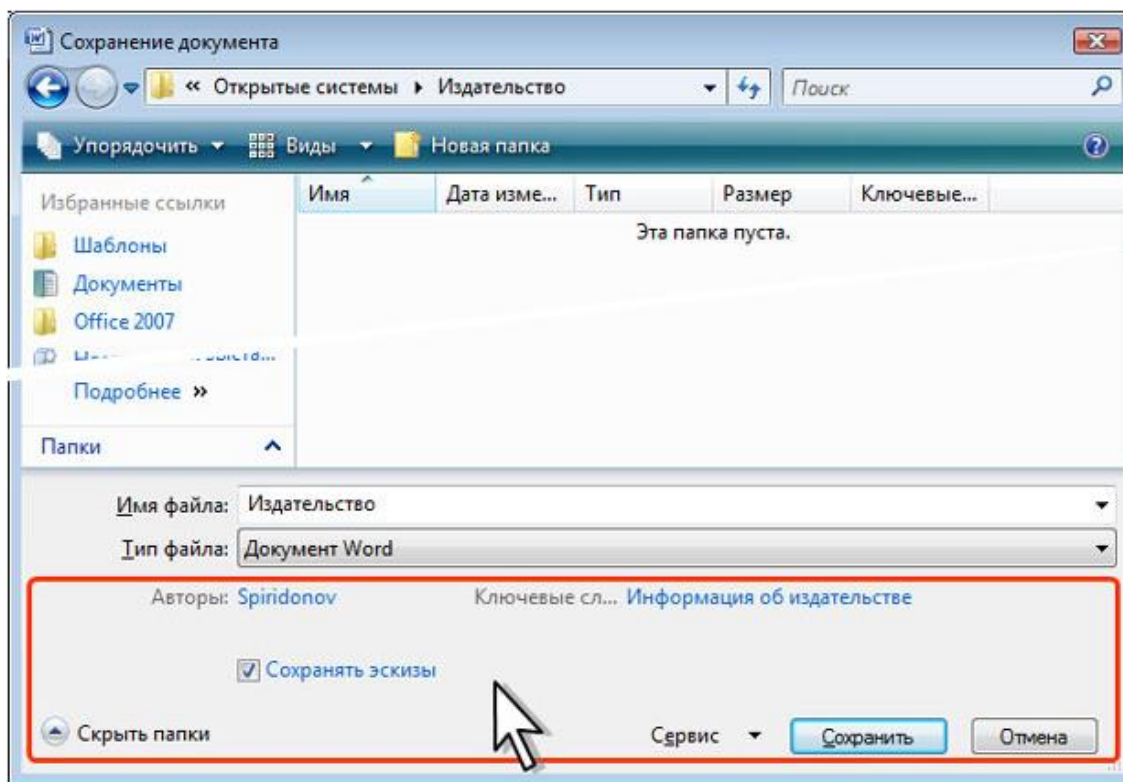 Сохранение документа
« Открытые системы Издательство Поиск
Упорядочить Виды Новая папка
Избранные ссылки
Имя Дата изме... Тип Размер Ключевые...
Эта папка пуста.
Шаблоны
Документы
Office 2007
Подробнее »
Папки
Имя файла: Издательство
Тип файла: Документ Word
Авторы: Spiridonov Ключевые сл... Информация об издательстве
Сохранять эскизы
Скрыть папки Сервис Сохранить Отмена